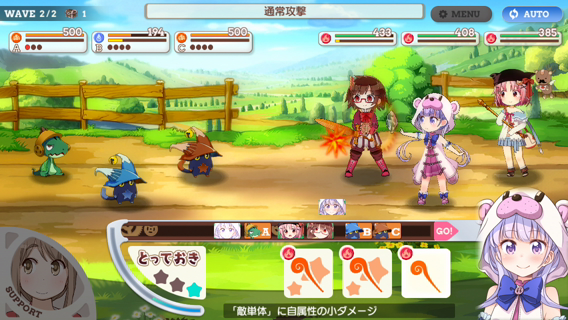 WAVE 2/2 1
通常攻撃
MENU
AUTO
A 500
B 194
C 500
433
408
385
A B C GO!
とっておき
SUPPORT
「敵単体」に自属性の小ダメージ